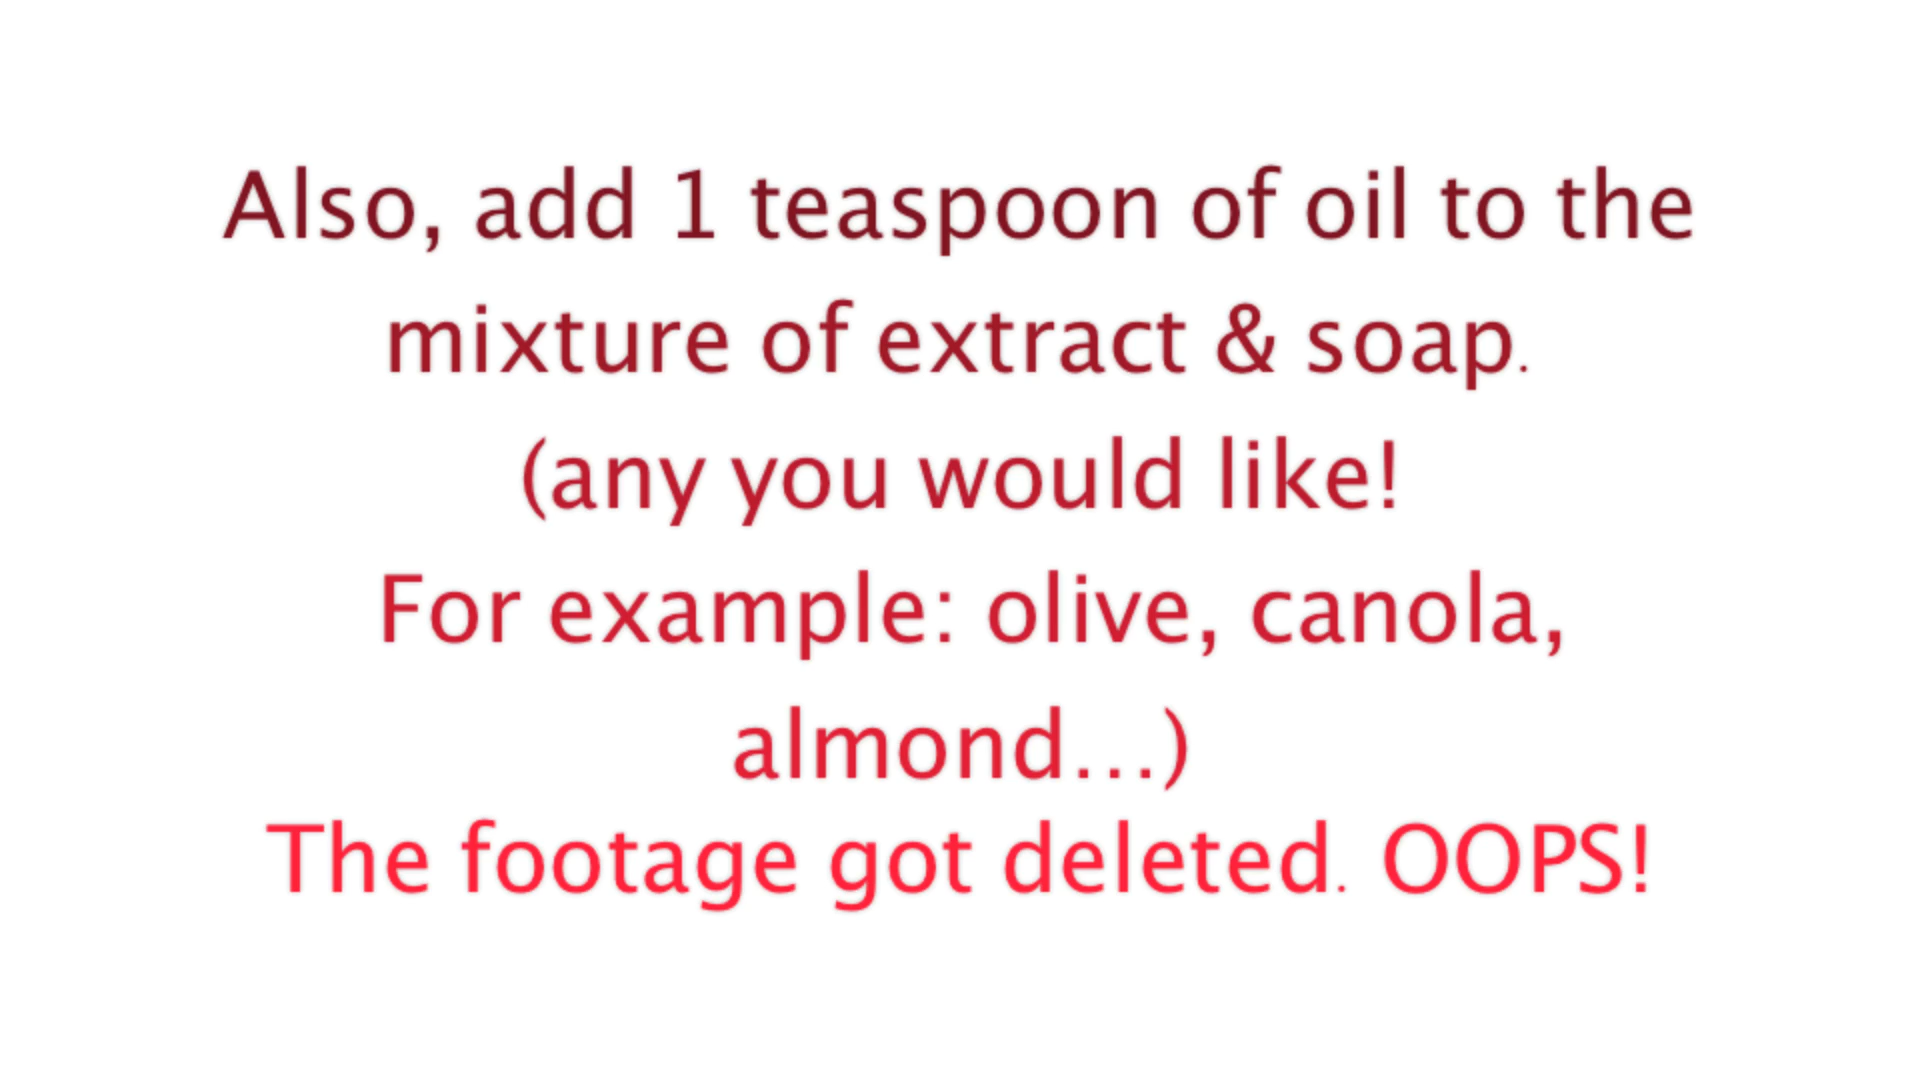 Also, add 1 teaspoon of oil to the
mixture of extract & soap.
(any you would like!
For example: olive, canola,
almond...)
The footage got deleted. OOPS!